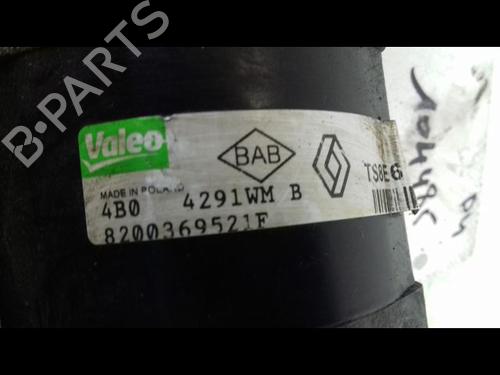 B-PARTS
Valeo
BAB
MADE IN POLAND
TS8E
4B0 4291WM B
8200369521F